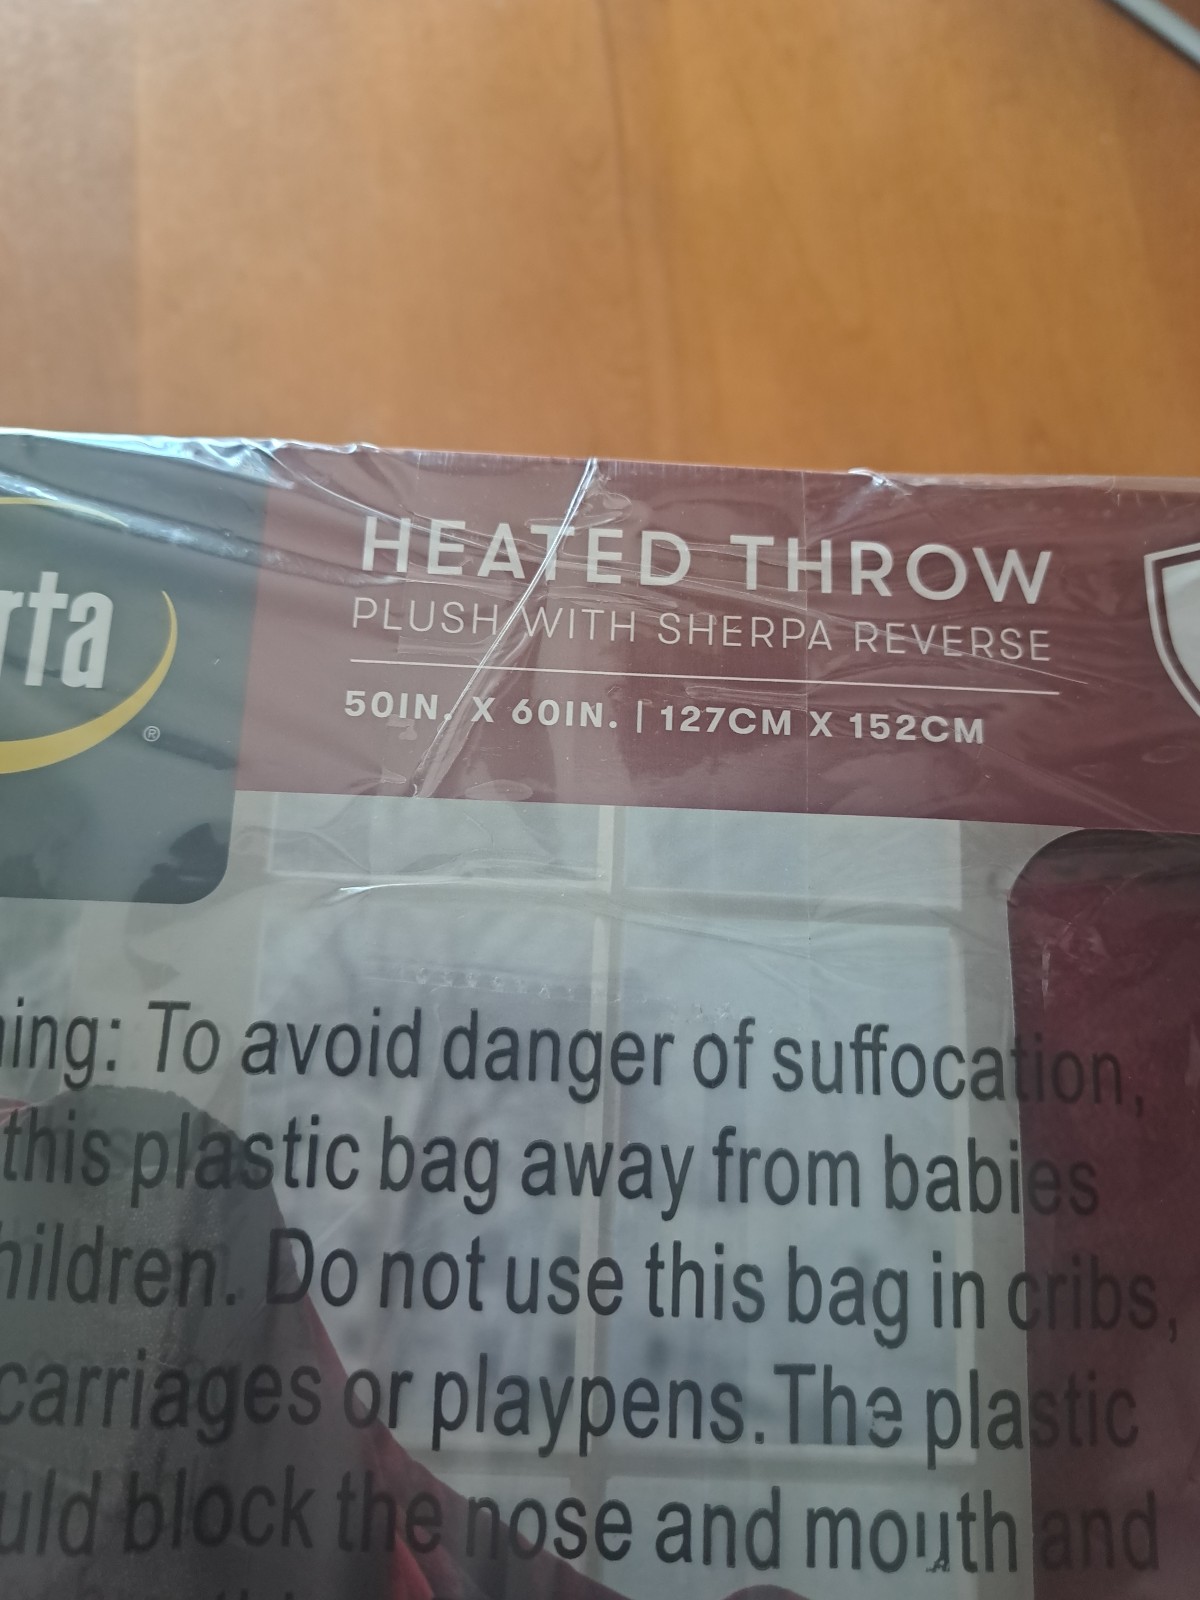 rta
®
HEATED THROW
PLUSH WITH SHERPA REVERSE
50IN. X 60IN. | 127CM X 152CM
ning: To avoid danger of suffocation,
this plastic bag away from babies
hildren. Do not use this bag in cribs,
carriages or playpens.The plastic
uld block the nose and mouth and